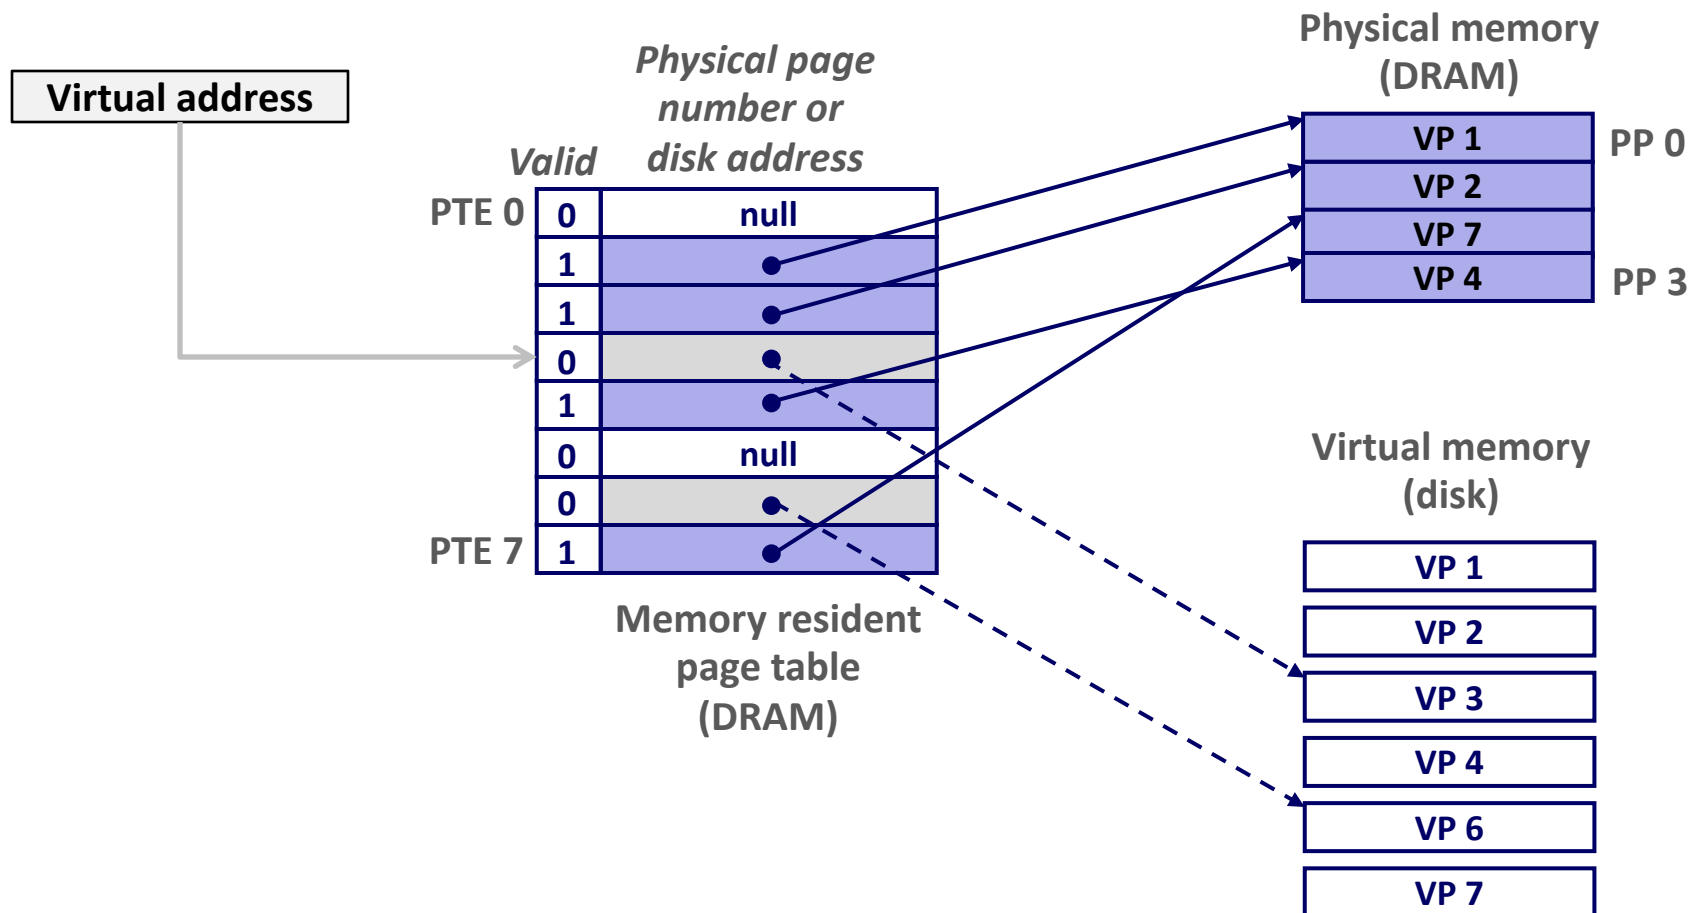 Virtual address
Physical page
number or
disk address
Valid
PTE 0
0
null
1
1
0
1
0
null
0
PTE 7
1
Memory resident
page table
(DRAM)
Physical memory
(DRAM)
VP 1
PP 0
VP 2
VP 7
VP 4
PP 3
Virtual memory
(disk)
VP 1
VP 2
VP 3
VP 4
VP 6
VP 7